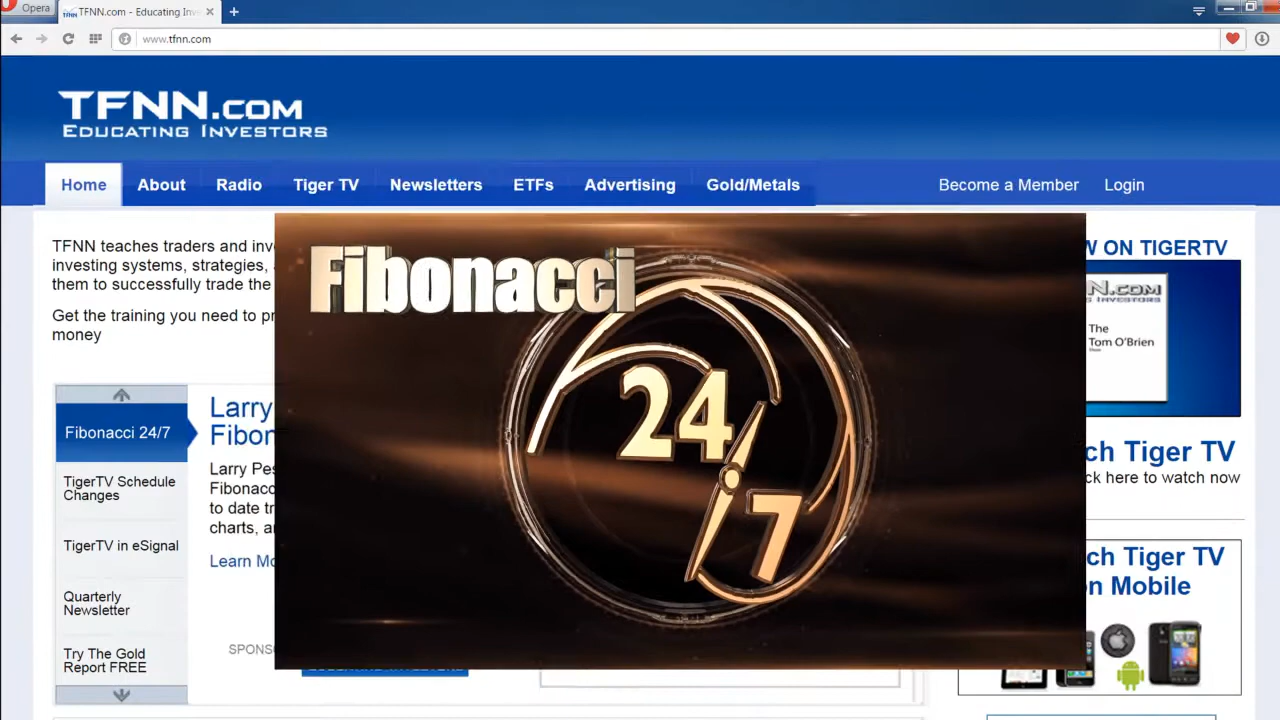 Opera
TFNN.com - Educating Inve
www.tfnn.com
TFNN.COM
EDUCATING INVESTORS
Home
About
Radio
Tiger TV
Newsletters
ETFs
Advertising
Gold/Metals
Become a Member
Login
TFNN teaches traders and inv
investing systems, strategies,
them to successfully trade the
Get the training you need to pr
money
Fibonacci
24
7
W ON TIGERTV
N.COM
The
Tom O'Brien
Show
Fibonacci 24/7
TigerTV Schedule
Changes
TigerTV in eSignal
Quarterly
Newsletter
Try The Gold
Report FREE
Larry
Fibon
Larry Pes
Fibonacc
to date tr
charts, a
Learn Mo
SPONS
ch Tiger TV
ck here to watch now
ch Tiger TV
on Mobile